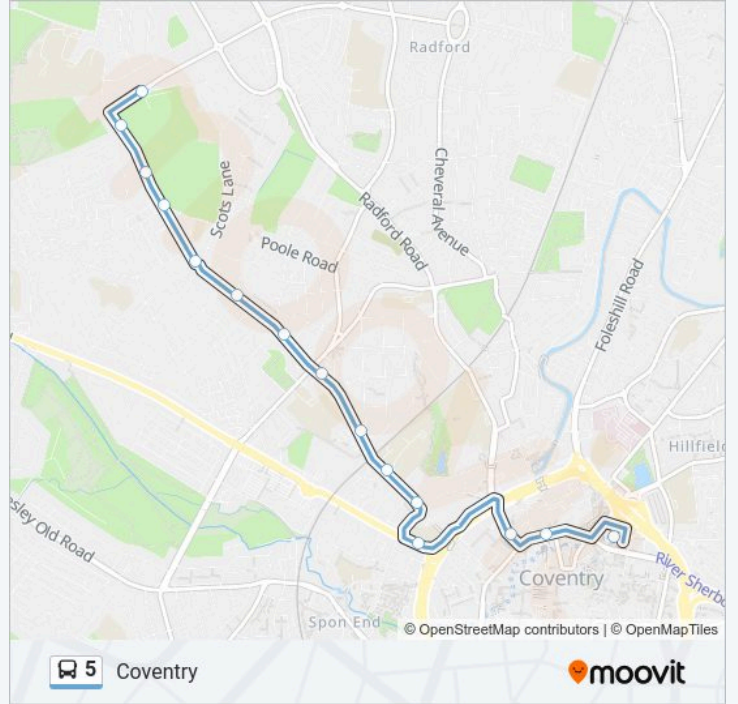 Radford
Scots Lane
Cheveral Avenue
Radford Road
Poole Road
Foleshill Road
Hillfielc
esley Old Road
Coventry
River Sherbo
Spon End
© OpenStreetMap contributors | © OpenMapTiles
5 Coventry
moovit